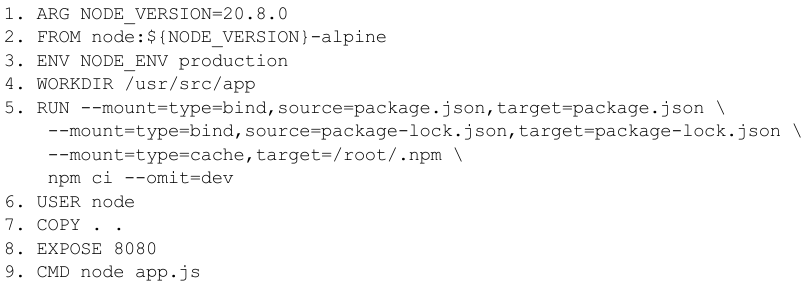 1. ARG NODE_VERSION=20.8.0
2. FROM node:${NODE_VERSION}-alpine
3. ENV NODE_ENV production
4. WORKDIR /usr/src/app
5. RUN --mount=type=bind,source=package.json,target=package.json \
--mount=type=bind,source=package-lock.json,target=package-lock.json \
--mount=type=cache,target=/root/.npm \
npm ci --omit=dev
6. USER node
7. COPY . .
8. EXPOSE 8080
9. CMD node app.js